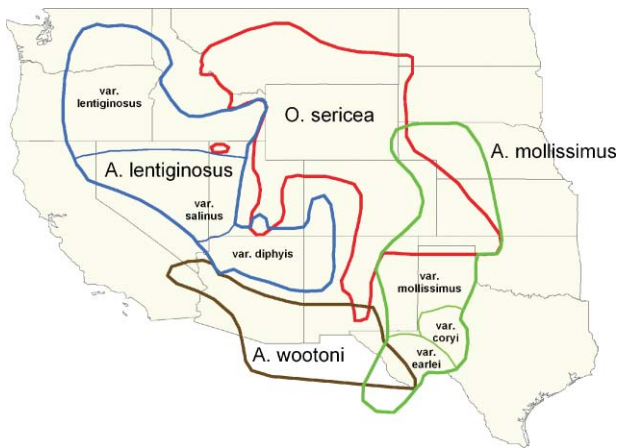 var.
lentiginosus
O. sericea
A. mollissimus
A. lentiginosus
var.
salinus
var. diphyis
var.
mollissimus
var.
coryi
var.
earlei
A. wootoni